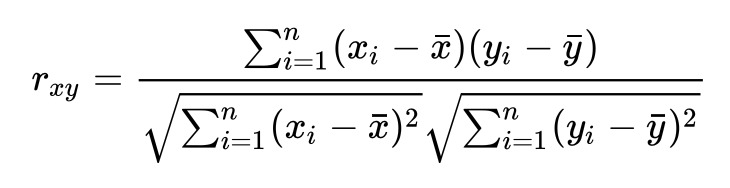 r_{xy} = \frac{\sum_{i=1}^{n}(x_i - \bar{x})(y_i - \bar{y})}{\sqrt{\sum_{i=1}^{n}(x_i - \bar{x})^2}\sqrt{\sum_{i=1}^{n}(y_i - \bar{y})^2}}